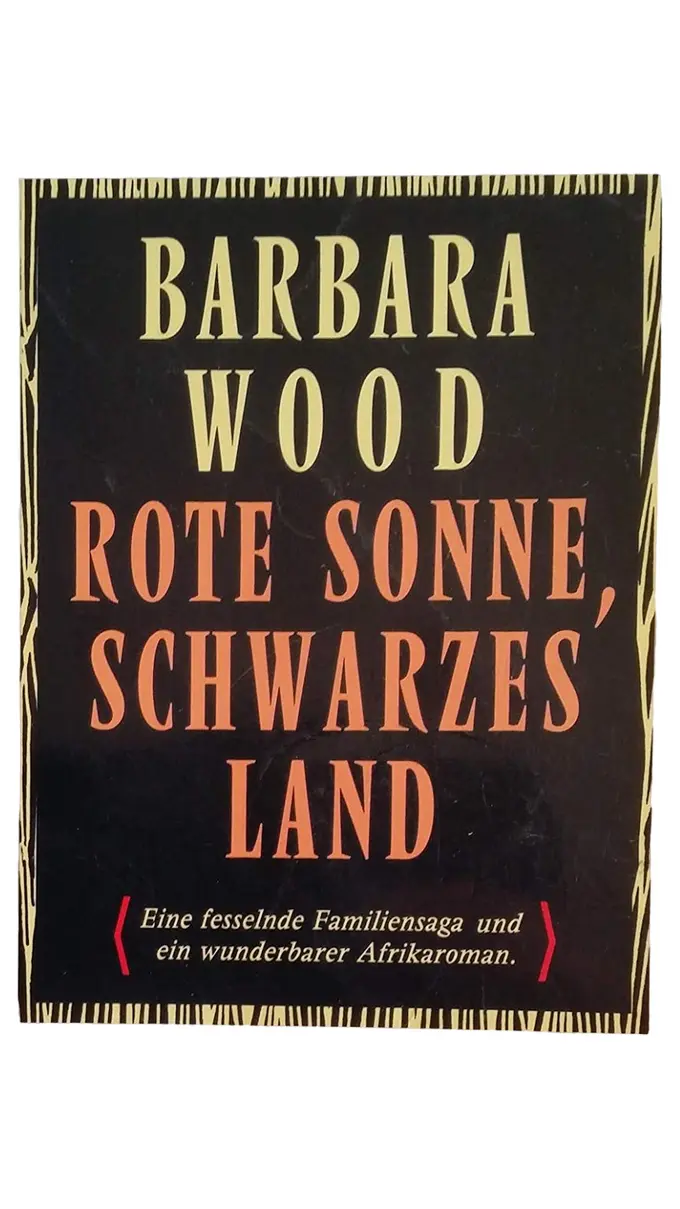 BARBARA
WOOD
ROTE SONNE,
SCHWARZES
LAND
Eine fesselnde Familiensaga und
ein wunderbarer Afrikaroman.